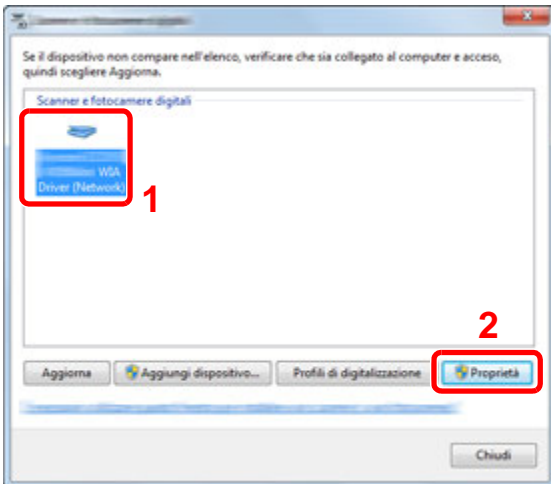 Se il dispositivo non compare nell'elenco, verificare che sia collegato al computer e acceso,
quindi scegliere Aggiorna.
Scanner e fotocamere digitali
WIA
Driver (Network)
1
2
Aggiorna
Aggiungi dispositivo...
Profili di digitalizzazione
Proprietà
Chiudi